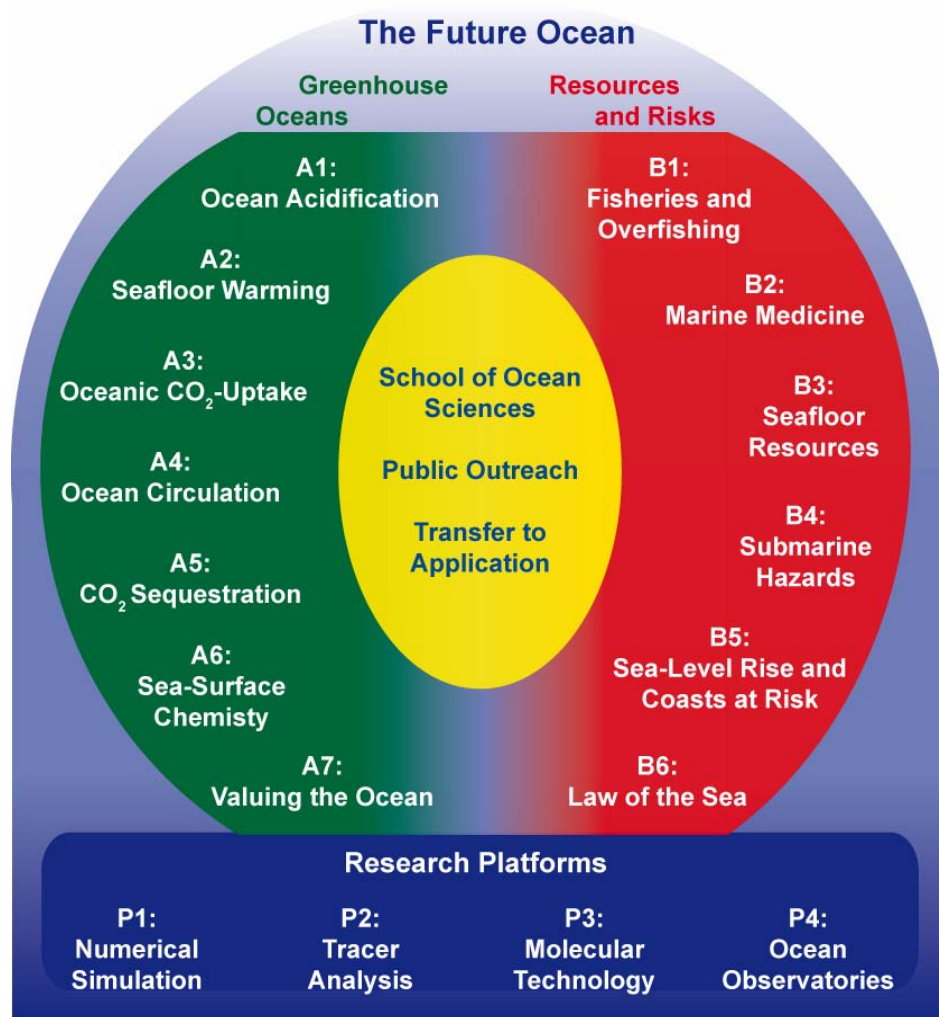 The Future Ocean
Greenhouse
Oceans
Resources
and Risks
A1:
Ocean Acidification
A2:
Seafloor Warming
A3:
Oceanic CO₂-Uptake
A4:
Ocean Circulation
A5:
CO₂ Sequestration
A6:
Sea-Surface
Chemisty
A7:
Valuing the Ocean
School of Ocean
Sciences
Public Outreach
Transfer to
Application
B1:
Fisheries and
Overfishing
B2:
Marine Medicine
B3:
Seafloor
Resources
B4:
Submarine
Hazards
B5:
Sea-Level Rise and
Coasts at Risk
B6:
Law of the Sea
Research Platforms
P1:
Numerical
Simulation
P2:
Tracer
Analysis
P3:
Molecular
Technology
P4:
Ocean
Observatories